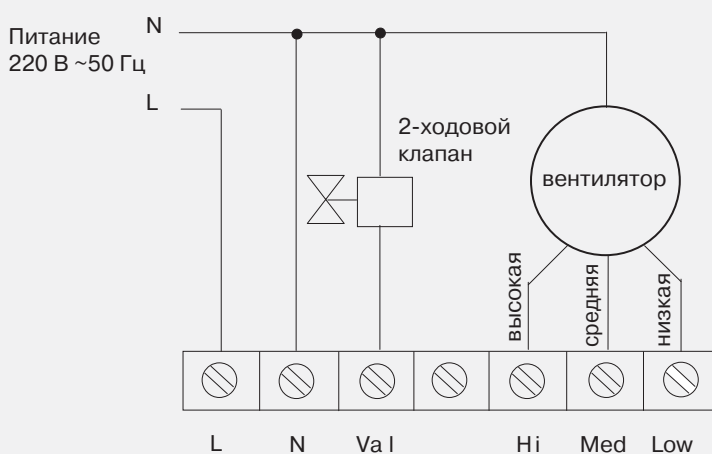 Питание
220 В ~50 Гц
N
L
2-ходовой
клапан
вентилятор
высокая
средняя
низкая
L N Val Hi Med Low